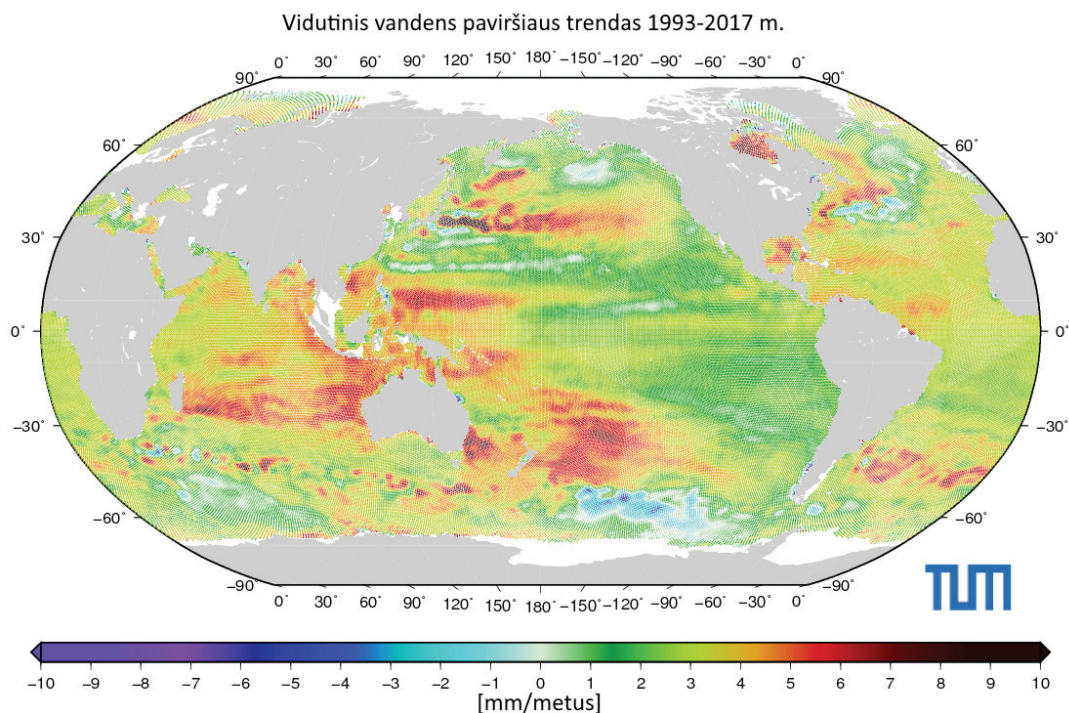 Vidutinis vandens paviršiaus trendas 1993-2017 m.
0° 30° 60° 90° 120° 150° 180° −150° −120° −90° −60° −30° 0°
90° 90°
60° 60°
30° 30°
0° 0°
−30° −30°
−60° −60°
−90° −90°
0° 30° 60° 90° 120° 150° 180° −150° −120° −90° −60° −30° 0°
TUM
−10 −9 −8 −7 −6 −5 −4 −3 −2 −1 0 1 2 3 4 5 6 7 8 9 10
[mm/metus]